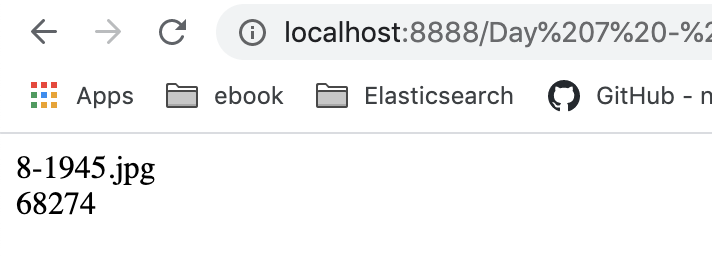 localhost:8888/Day%207%20-%2
Apps ebook Elasticsearch GitHub - n
8-1945.jpg
68274